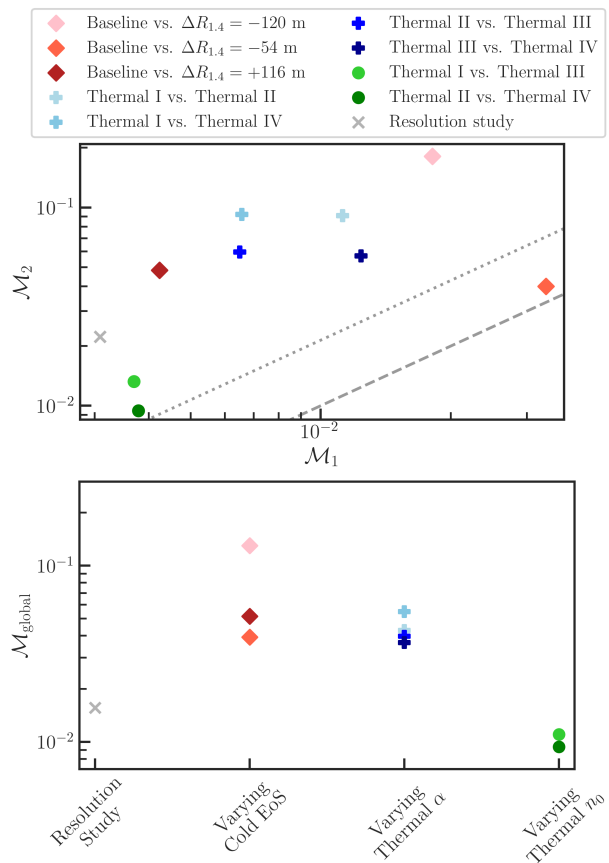 Baseline vs. ΔR₁.₄ = −120 m
Baseline vs. ΔR₁.₄ = −54 m
Baseline vs. ΔR₁.₄ = +116 m
Thermal I vs. Thermal II
Thermal I vs. Thermal IV
Thermal II vs. Thermal III
Thermal III vs. Thermal IV
Thermal I vs. Thermal III
Thermal II vs. Thermal IV
Resolution study
10⁻¹
ℳ₂
10⁻²
10⁻²
ℳ₁
10⁻¹
ℳ_global
10⁻²
Resolution
Study
Varying
Cold EoS
Varying
Thermal α
Varying
Thermal n₀